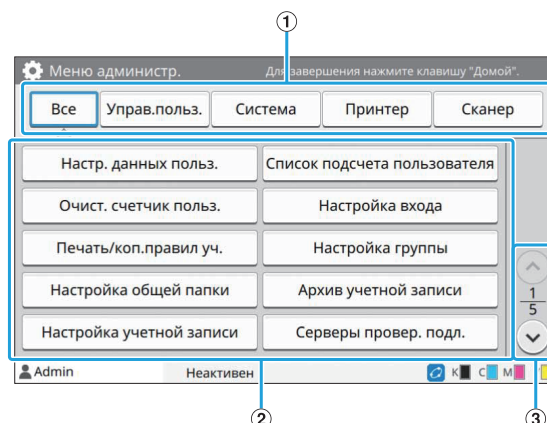 ①
Меню администр. Для завершения нажмите клавишу "Домой".
Все Управ.польз. Система Принтер Сканер
Настр. данных польз. Список подсчета пользователя
Очист. счетчик польз. Настройка входа
Печать/коп.правил уч. Настройка группы
Настройка общей папки Архив учетной записи
1
5
Настройка учетной записи Серверы провер. подл.
Admin Неактивен K C M
② ③